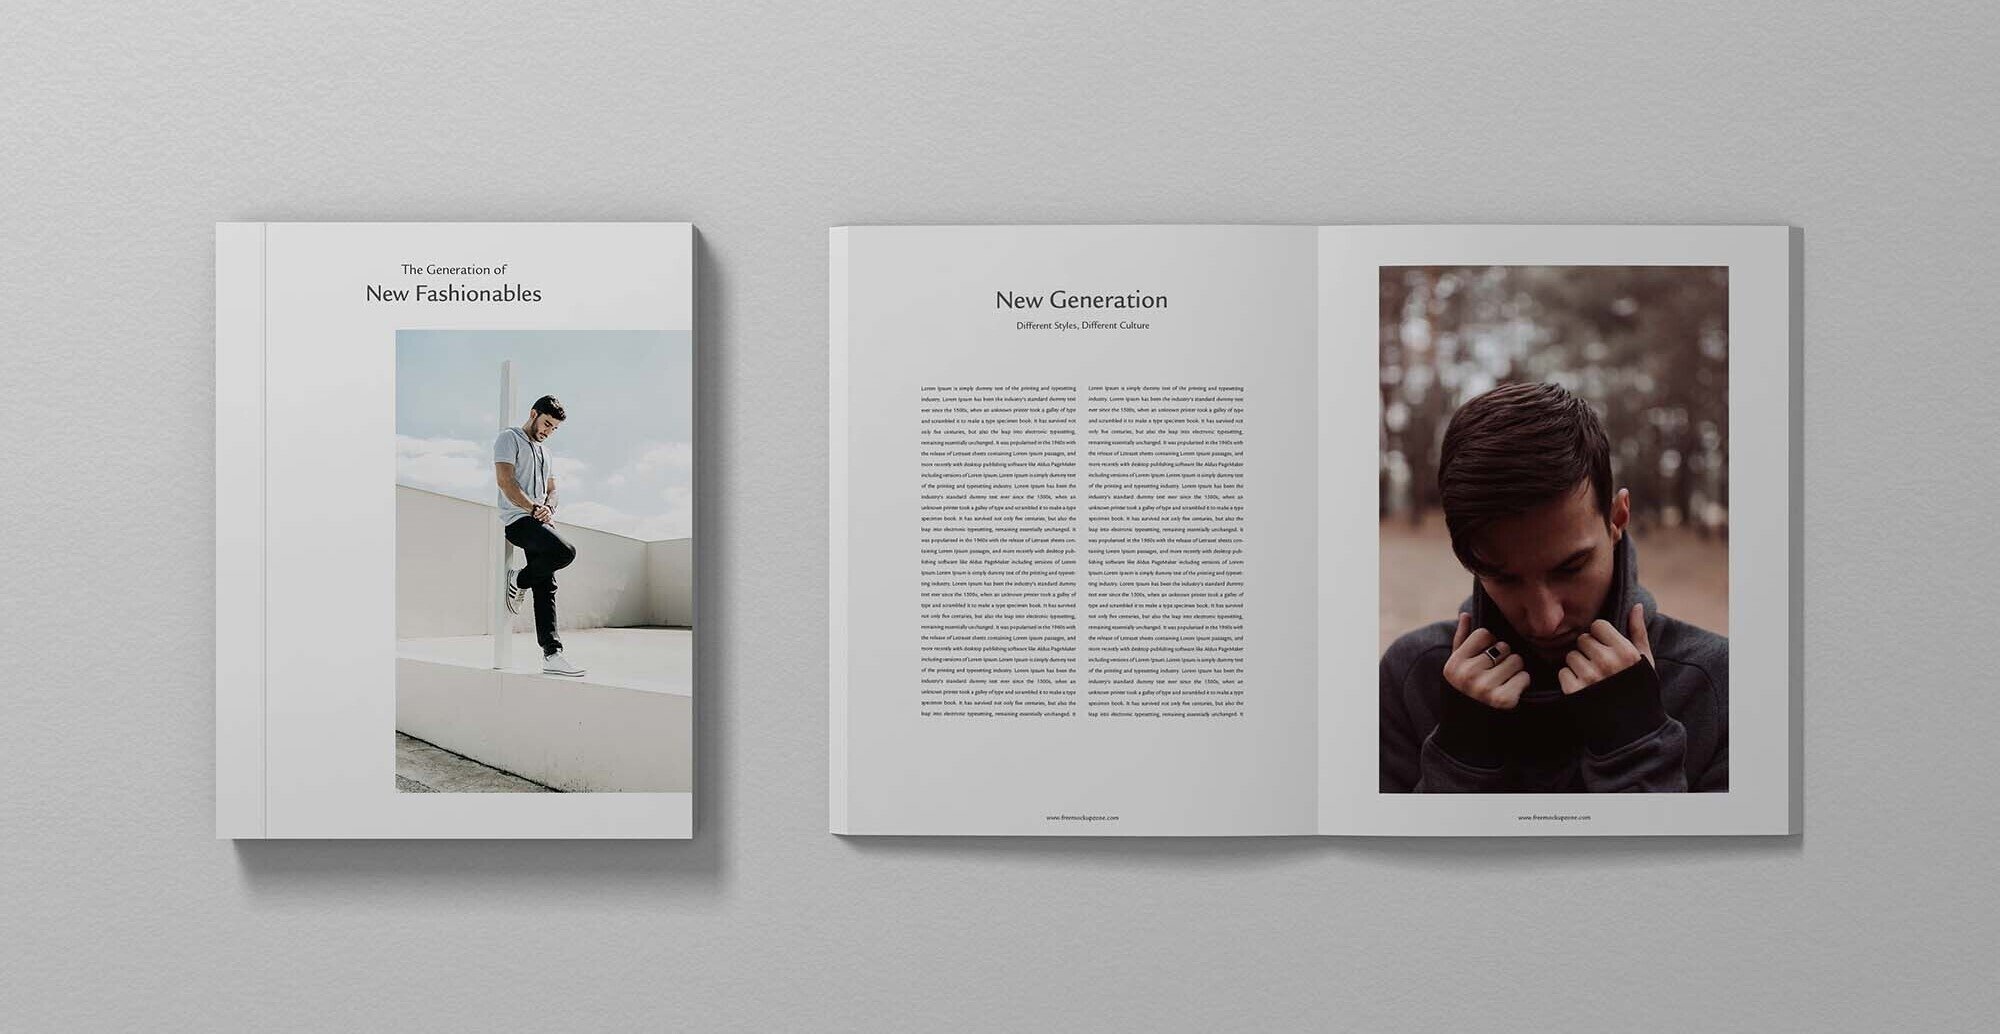 The Generation of
New Fashionables
New Generation
Different Styles, Different Culture
Lorem Ipsum is simply dummy text of the printing and typesetting
industry. Lorem Ipsum has been the industry's standard dummy text
ever since the 1500s, when an unknown printer took a galley of type
and scrambled it to make a type specimen book. It has survived not
only five centuries, but also the leap into electronic typesetting,
remaining essentially unchanged. It was popularised in the 1960s with
the release of Letraset sheets containing Lorem Ipsum passages, and
more recently with desktop publishing software like Aldus PageMaker
including versions of Lorem Ipsum. Lorem Ipsum is simply dummy text
of the printing and typesetting industry. Lorem Ipsum has been the
industry's standard dummy text ever since the 1500s, when an
unknown printer took a galley of type and scrambled it to make a type
specimen book. It has survived not only five centuries, but also the
leap into electronic typesetting, remaining essentially unchanged. It
was popularised in the 1960s with the release of Letraset sheets con-
taining Lorem Ipsum passages, and more recently with desktop pub-
lishing software like Aldus PageMaker including versions of Lorem
Ipsum.Lorem Ipsum is simply dummy text of the printing and typeset-
ting industry. Lorem Ipsum has been the industry's standard dummy
text ever since the 1500s, when an unknown printer took a galley of
type and scrambled it to make a type specimen book. It has survived
not only five centuries, but also the leap into electronic typesetting,
remaining essentially unchanged. It was popularised in the 1960s with
the release of Letraset sheets containing Lorem Ipsum passages, and
more recently with desktop publishing software like Aldus PageMaker
including versions of Lorem Ipsum. Lorem Ipsum is simply dummy text
of the printing and typesetting industry. Lorem Ipsum has been the
industry's standard dummy text ever since the 1500s, when an
unknown printer took a galley of type and scrambled it to make a type
specimen book. It has survived not only five centuries, but also the
leap into electronic typesetting, remaining essentially unchanged. It
Lorem Ipsum is simply dummy text of the printing and typesetting
industry. Lorem Ipsum has been the industry's standard dummy text
ever since the 1500s, when an unknown printer took a galley of type
and scrambled it to make a type specimen book. It has survived not
only five centuries, but also the leap into electronic typesetting,
remaining essentially unchanged. It was popularised in the 1960s with
the release of Letraset sheets containing Lorem Ipsum passages, and
more recently with desktop publishing software like Aldus PageMaker
including versions of Lorem Ipsum. Lorem Ipsum is simply dummy text
of the printing and typesetting industry. Lorem Ipsum has been the
industry's standard dummy text ever since the 1500s, when an
unknown printer took a galley of type and scrambled it to make a type
specimen book. It has survived not only five centuries, but also the
leap into electronic typesetting, remaining essentially unchanged. It
was popularised in the 1960s with the release of Letraset sheets con-
taining Lorem Ipsum passages, and more recently with desktop pub-
lishing software like Aldus PageMaker including versions of Lorem
Ipsum.Lorem Ipsum is simply dummy text of the printing and typeset-
ting industry. Lorem Ipsum has been the industry's standard dummy
text ever since the 1500s, when an unknown printer took a galley of
type and scrambled it to make a type specimen book. It has survived
not only five centuries, but also the leap into electronic typesetting,
remaining essentially unchanged. It was popularised in the 1960s with
the release of Letraset sheets containing Lorem Ipsum passages, and
more recently with desktop publishing software like Aldus PageMaker
including versions of Lorem Ipsum. Lorem Ipsum is simply dummy text
of the printing and typesetting industry. Lorem Ipsum has been the
industry's standard dummy text ever since the 1500s, when an
unknown printer took a galley of type and scrambled it to make a type
specimen book. It has survived not only five centuries, but also the
leap into electronic typesetting, remaining essentially unchanged. It
www.freemockupzone.com
www.freemockupzone.com